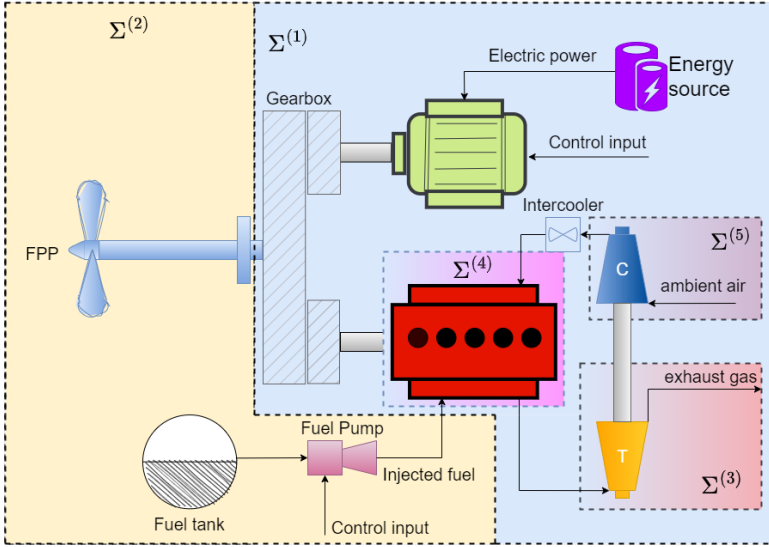 Σ(2)
Σ(1)
Electric power
Energy
source
Gearbox
Control input
Intercooler
FPP
Σ(4)
Σ(5)
C
ambient air
exhaust gas
Fuel Pump
T
Σ(3)
Injected fuel
Fuel tank
Control input